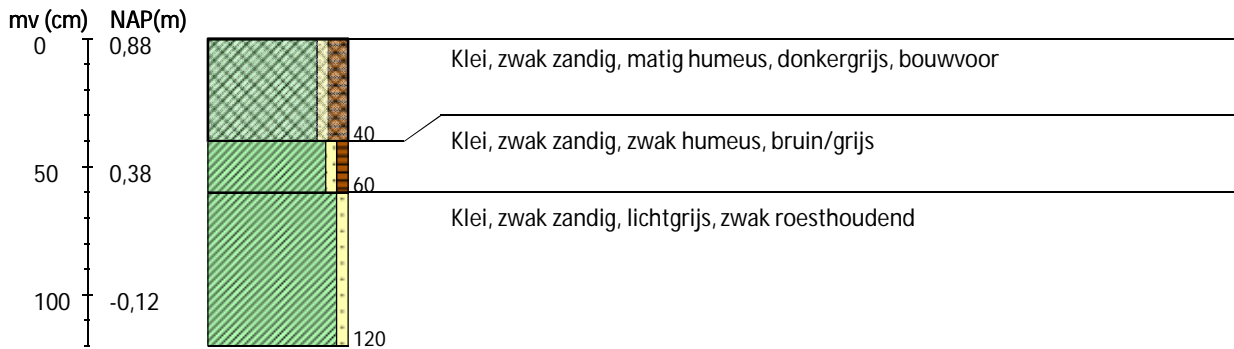 mv (cm) NAP(m)
0 0,88
Klei, zwak zandig, matig humeus, donkergrijs, bouwvoor
40
Klei, zwak zandig, zwak humeus, bruin/grijs
50 0,38
60
Klei, zwak zandig, lichtgrijs, zwak roesthoudend
100 -0,12
120